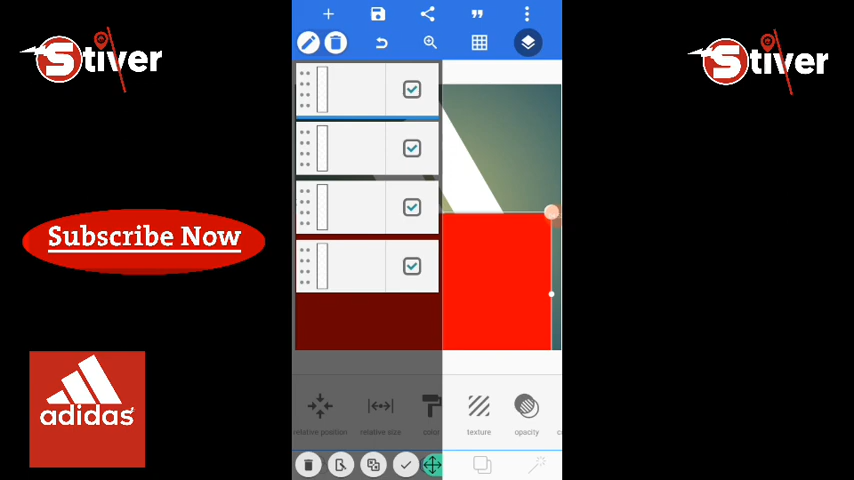 Stiver
Stiver
Subscribe Now
adidas
relative position
relative size
color
texture
opacity